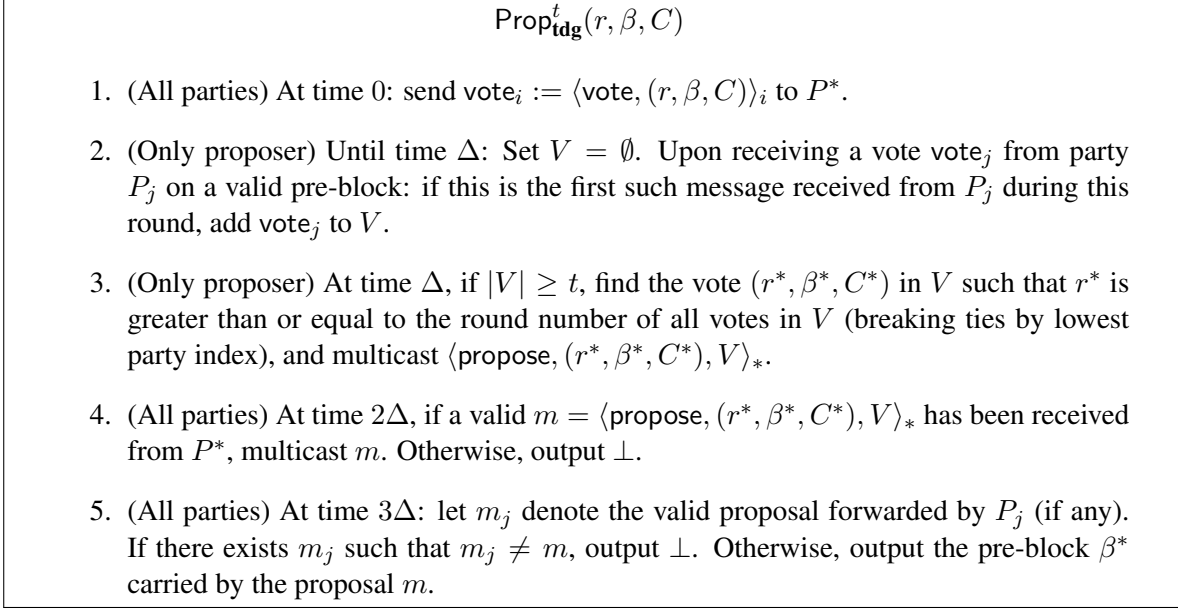 Prop^t_tdg(r, β, C)
1. (All parties) At time 0: send vote_i := ⟨vote, (r, β, C)⟩_i to P*.
2. (Only proposer) Until time Δ: Set V = ∅. Upon receiving a vote vote_j from party
P_j on a valid pre-block: if this is the first such message received from P_j during this
round, add vote_j to V.
3. (Only proposer) At time Δ, if |V| ≥ t, find the vote (r*, β*, C*) in V such that r* is
greater than or equal to the round number of all votes in V (breaking ties by lowest
party index), and multicast ⟨propose, (r*, β*, C*), V⟩_*.
4. (All parties) At time 2Δ, if a valid m = ⟨propose, (r*, β*, C*), V⟩_* has been received
from P*, multicast m. Otherwise, output ⊥.
5. (All parties) At time 3Δ: let m_j denote the valid proposal forwarded by P_j (if any).
If there exists m_j such that m_j ≠ m, output ⊥. Otherwise, output the pre-block β*
carried by the proposal m.